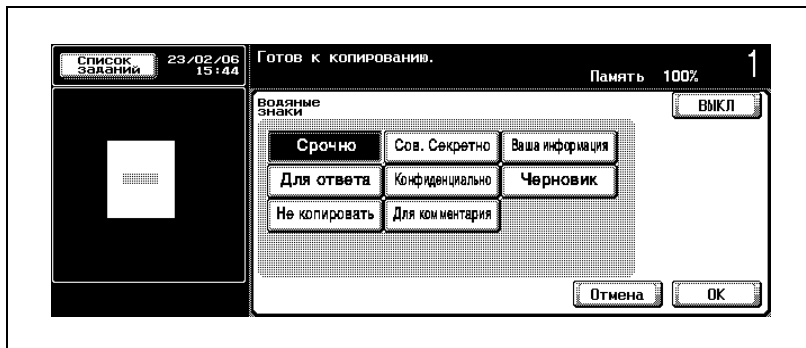 Список заданий
23/02/06
15:44
Готов к копированию.
Память 100%
1
Водяные знаки
ВЫКЛ
Срочно
Сов. Секретно
Ваша информация
Для ответа
Конфиденциально
Черновик
Не копировать
Для комментария
Отмена
OK